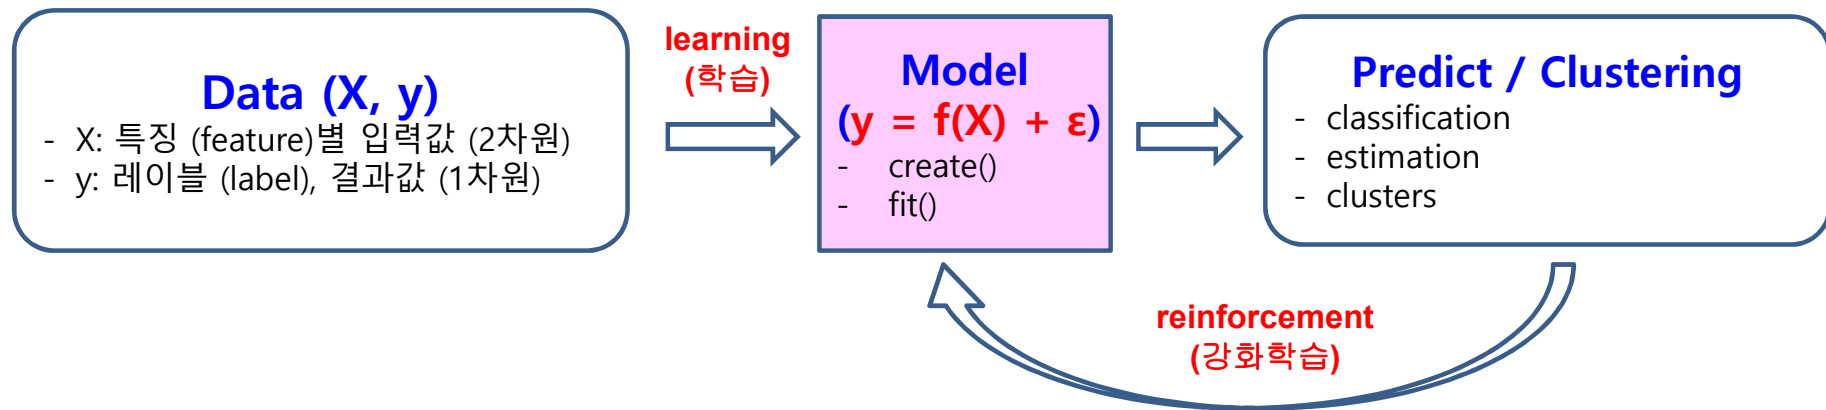 Data (X, y)
- X: 특징 (feature)별 입력값 (2차원)
- y: 레이블 (label), 결과값 (1차원)
learning
(학습)
Model
(y = f(X) + ε)
- create()
- fit()
Predict / Clustering
- classification
- estimation
- clusters
reinforcement
(강화학습)